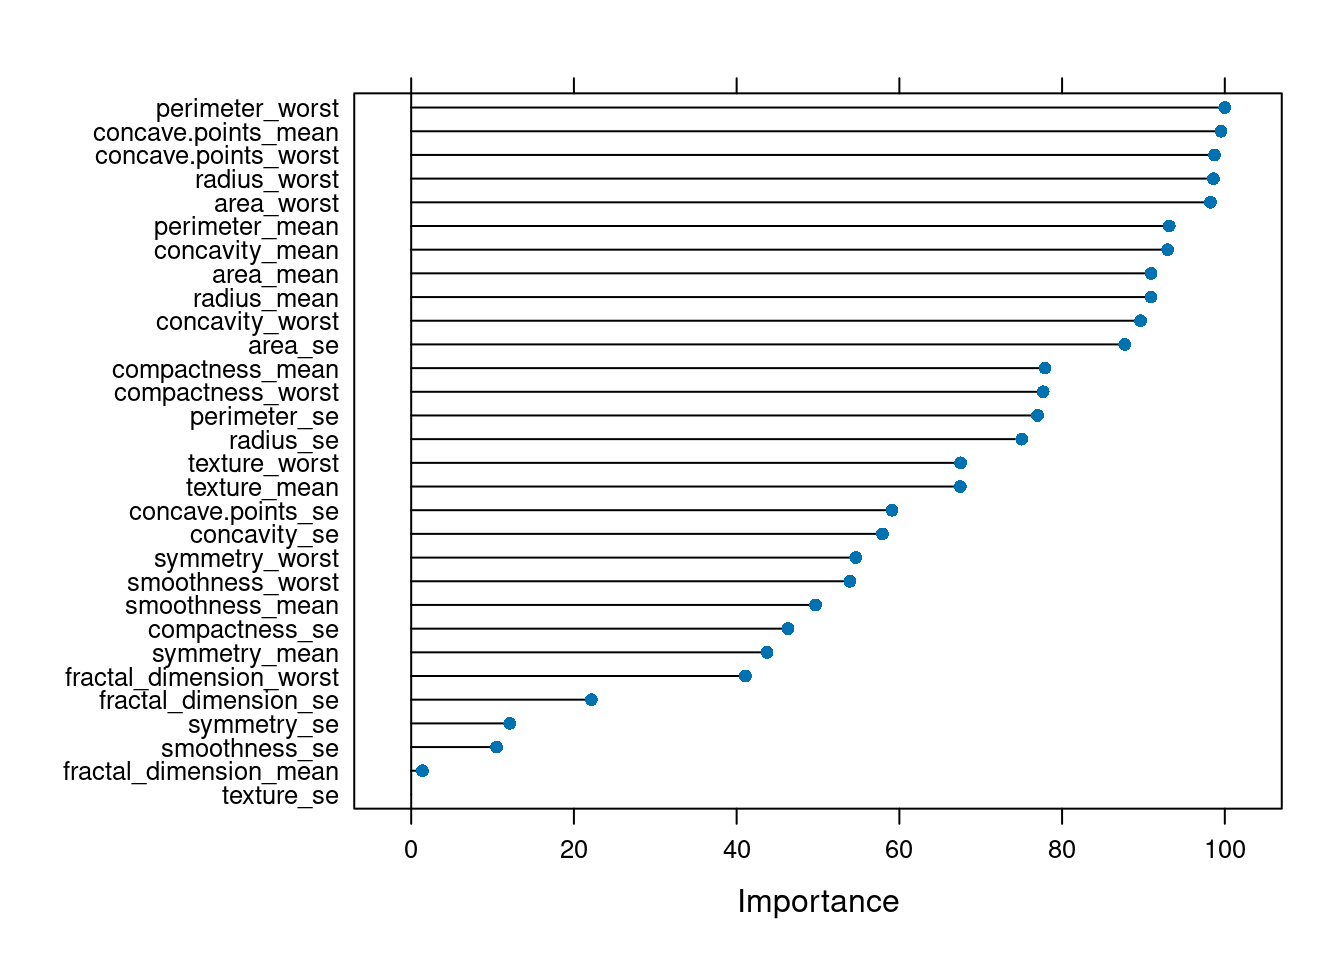 perimeter_worst
concave.points_mean
concave.points_worst
radius_worst
area_worst
perimeter_mean
concavity_mean
area_mean
radius_mean
concavity_worst
area_se
compactness_mean
compactness_worst
perimeter_se
radius_se
texture_worst
texture_mean
concave.points_se
concavity_se
symmetry_worst
smoothness_worst
smoothness_mean
compactness_se
symmetry_mean
fractal_dimension_worst
fractal_dimension_se
symmetry_se
smoothness_se
fractal_dimension_mean
texture_se
0 20 40 60 80 100
Importance